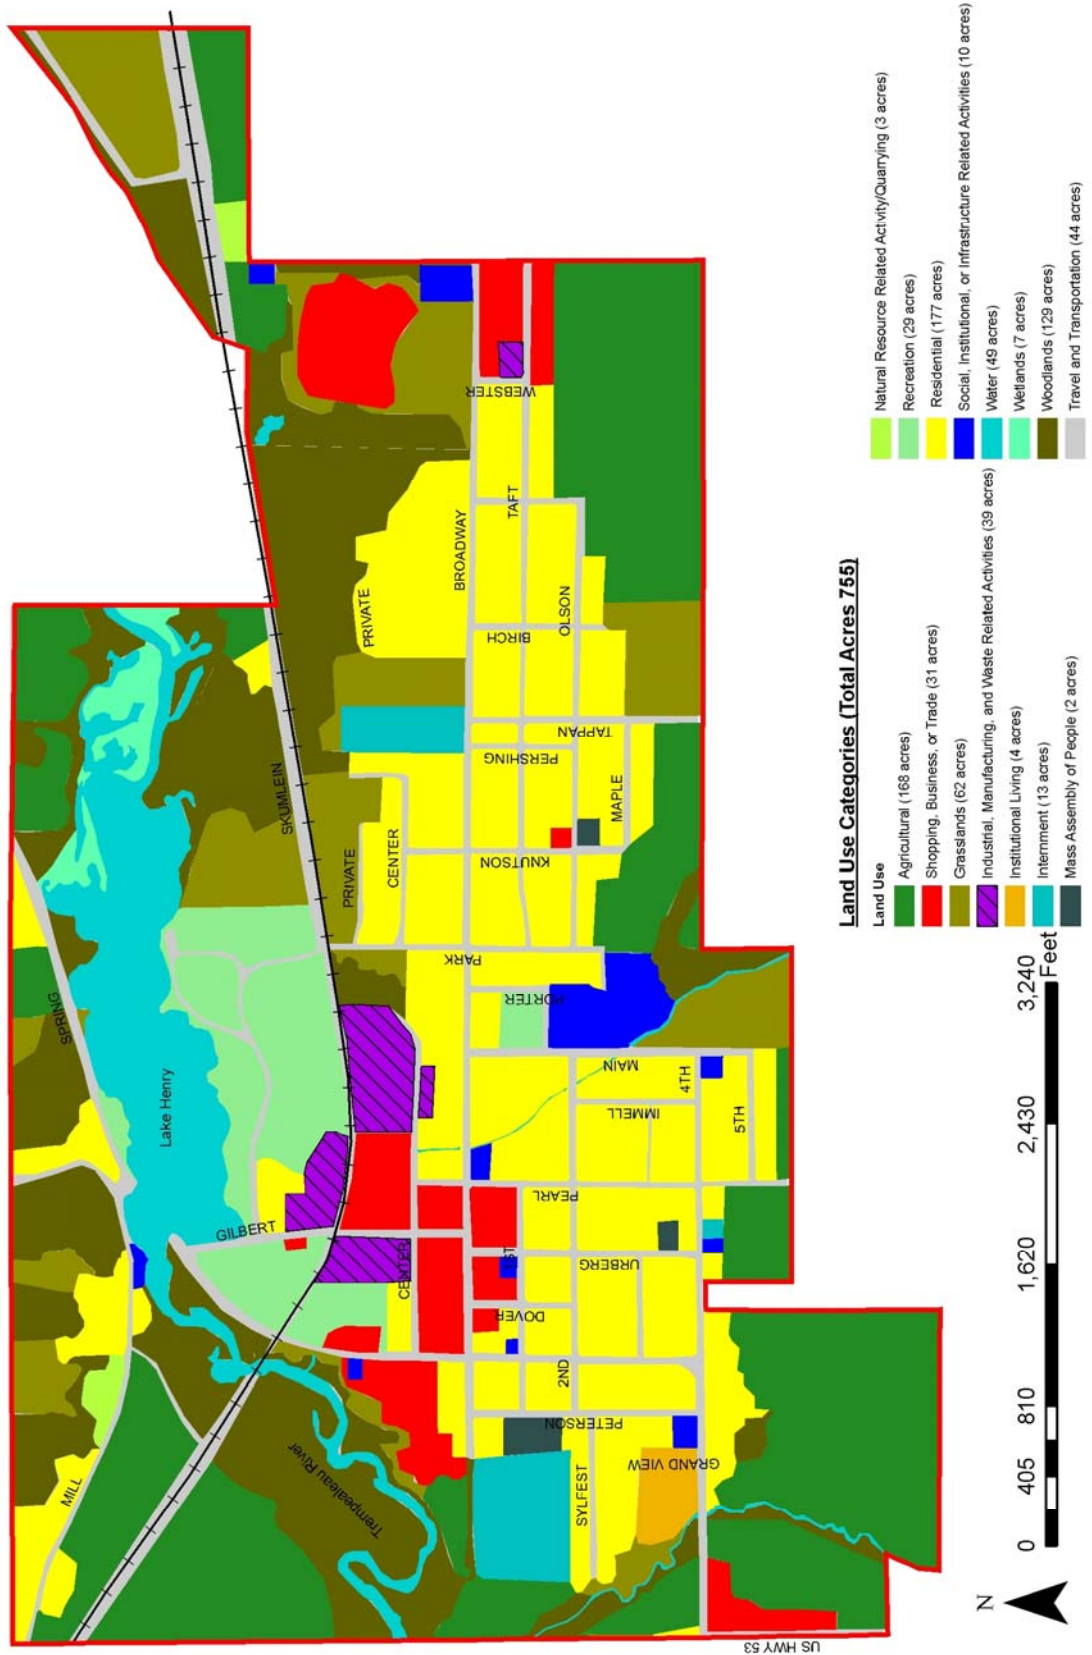 SPRING
Lake Henry
GILBERT
MILL
Trempealeau River
SKUMLEIN
PRIVATE
PRIVATE
CENTER
CENTER
BROADWAY
WEBSTER
TAFT
BIRCH
OLSON
TAPPAN
PERSHING
MAPLE
KNUTSON
PARK
PORTER
MAIN
4TH
IMMELL
5TH
PEARL
1ST
URBERG
DOVER
2ND
PETERSON
SYLFEST
GRAND VIEW
US HWY 53
N
0 405 810 1,620 2,430 3,240
Feet
Land Use Categories (Total Acres 755)
Land Use
Agricultural (168 acres)
Shopping, Business, or Trade (31 acres)
Grasslands (62 acres)
Industrial, Manufacturing, and Waste Related Activities (39 acres)
Institutional Living (4 acres)
Internment (13 acres)
Mass Assembly of People (2 acres)
Natural Resource Related Activity/Quarrying (3 acres)
Recreation (29 acres)
Residential (177 acres)
Social, Institutional, or Infrastructure Related Activities (10 acres)
Water (49 acres)
Wetlands (7 acres)
Woodlands (129 acres)
Travel and Transportation (44 acres)